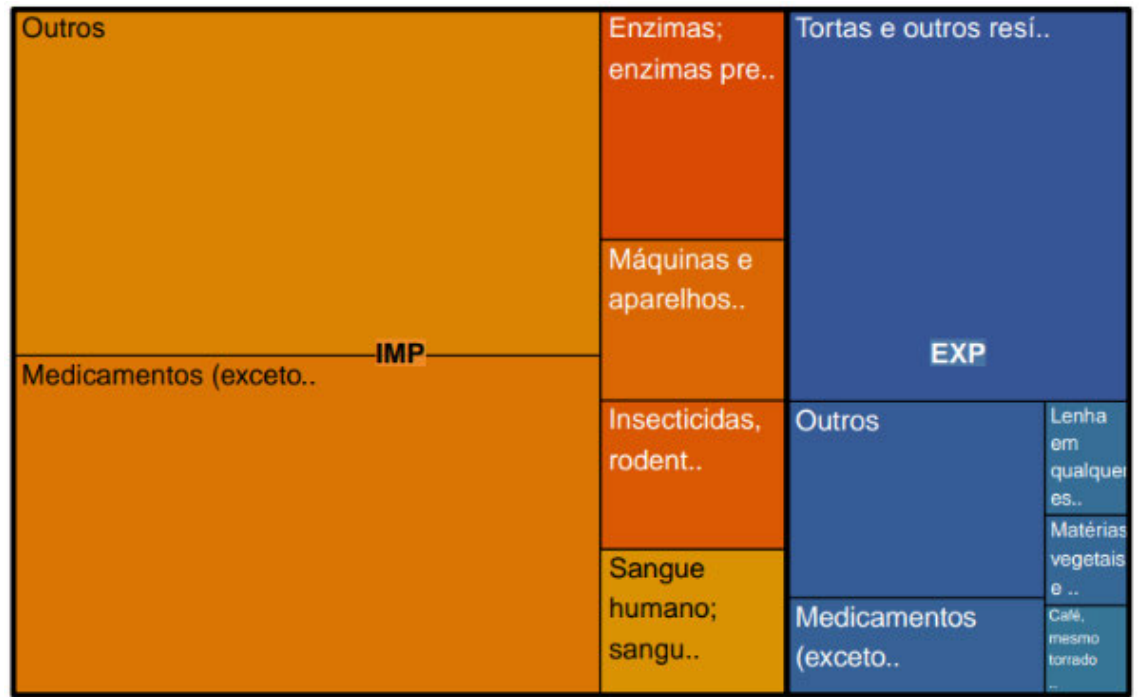 Outros
IMP
Medicamentos (exceto..
Enzimas;
enzimas pre..
Máquinas e
aparelhos..
Insecticidas,
rodent..
Sangue
humano;
sangu..
Tortas e outros resí..
EXP
Outros
Medicamentos
(exceto..
Lenha
em
qualquer
es..
Matérias
vegetais
e ..
Café,
mesmo
torrado
..